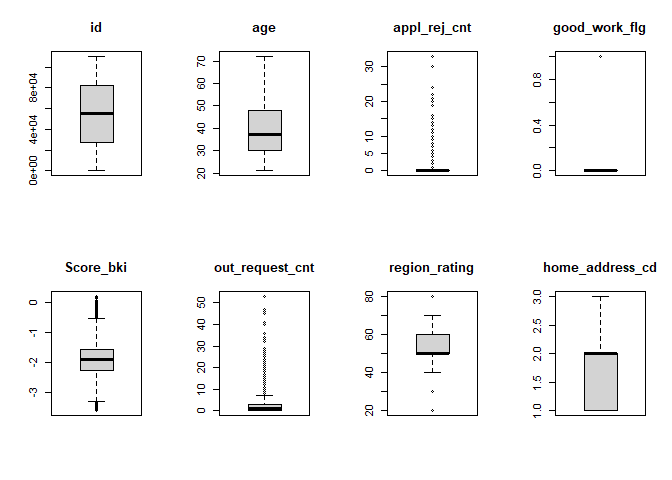 id
age
appl_rej_cnt
good_work_flg
0e+00 4e+04 8e+04
20 30 40 50 60 70
0 5 10 20 30
0.0 0.4 0.8
Score_bki
out_request_cnt
region_rating
home_address_cd
-3 -2 -1 0
0 10 20 30 40 50
20 40 60 80
1.0 1.5 2.0 2.5 3.0